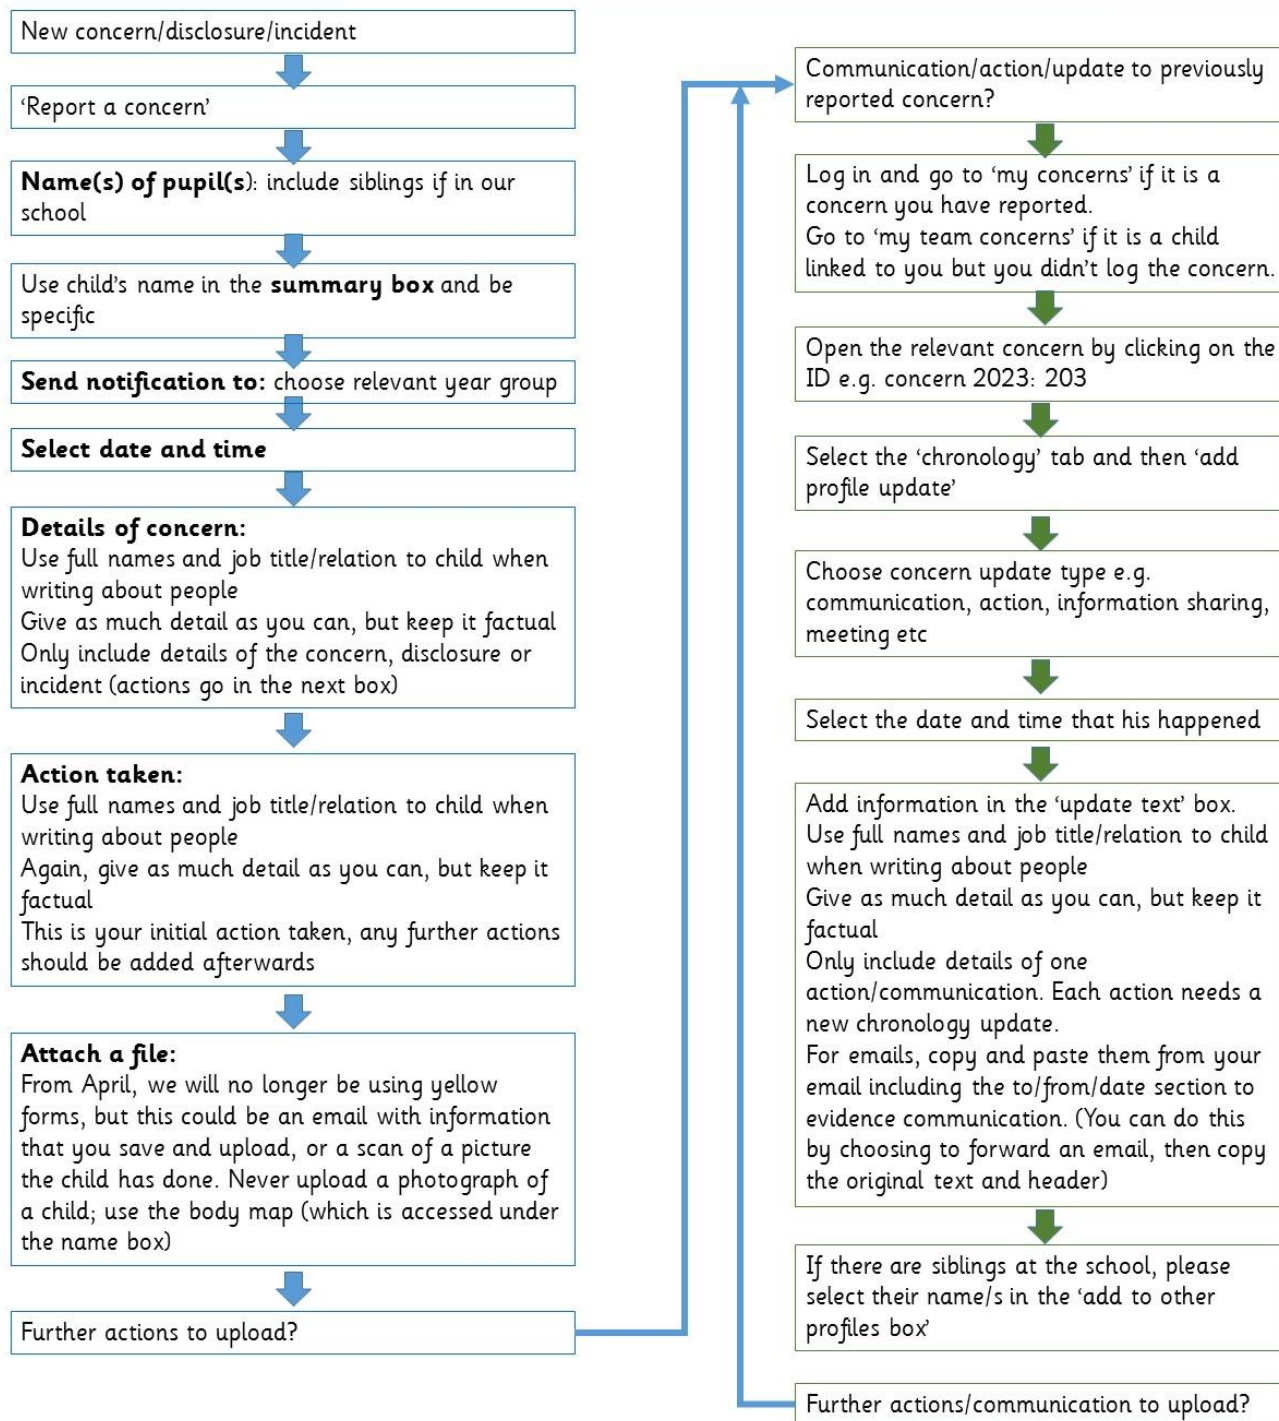 New concern/disclosure/incident
‘Report a concern’
Name(s) of pupil(s): include siblings if in our
school
Use child’s name in the summary box and be
specific
Send notification to: choose relevant year group
Select date and time
Details of concern:
Use full names and job title/relation to child when
writing about people
Give as much detail as you can, but keep it factual
Only include details of the concern, disclosure or
incident (actions go in the next box)
Action taken:
Use full names and job title/relation to child when
writing about people
Again, give as much detail as you can, but keep it
factual
This is your initial action taken, any further actions
should be added afterwards
Attach a file:
From April, we will no longer be using yellow
forms, but this could be an email with information
that you save and upload, or a scan of a picture
the child has done. Never upload a photograph of
a child; use the body map (which is accessed under
the name box)
Further actions to upload?
Communication/action/update to previously
reported concern?
Log in and go to ‘my concerns’ if it is a
concern you have reported.
Go to ‘my team concerns’ if it is a child
linked to you but you didn’t log the concern.
Open the relevant concern by clicking on the
ID e.g. concern 2023: 203
Select the ‘chronology’ tab and then ‘add
profile update’
Choose concern update type e.g.
communication, action, information sharing,
meeting etc
Select the date and time that his happened
Add information in the ‘update text’ box.
Use full names and job title/relation to child
when writing about people
Give as much detail as you can, but keep it
factual
Only include details of one
action/communication. Each action needs a
new chronology update.
For emails, copy and paste them from your
email including the to/from/date section to
evidence communication. (You can do this
by choosing to forward an email, then copy
the original text and header)
If there are siblings at the school, please
select their name/s in the ‘add to other
profiles box’
Further actions/communication to upload?